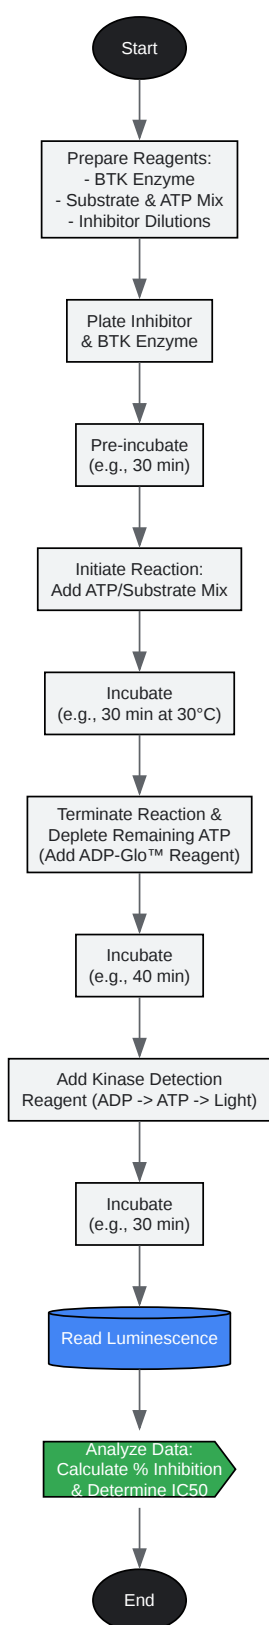 Start
Prepare Reagents:
- BTK Enzyme
- Substrate & ATP Mix
- Inhibitor Dilutions
Plate Inhibitor
& BTK Enzyme
Pre-incubate
(e.g., 30 min)
Initiate Reaction:
Add ATP/Substrate Mix
Incubate
(e.g., 30 min at 30°C)
Terminate Reaction &
Deplete Remaining ATP
(Add ADP-Glo™ Reagent)
Incubate
(e.g., 40 min)
Add Kinase Detection
Reagent (ADP -> ATP -> Light)
Incubate
(e.g., 30 min)
Read Luminescence
Analyze Data:
Calculate % Inhibition
& Determine IC50
End